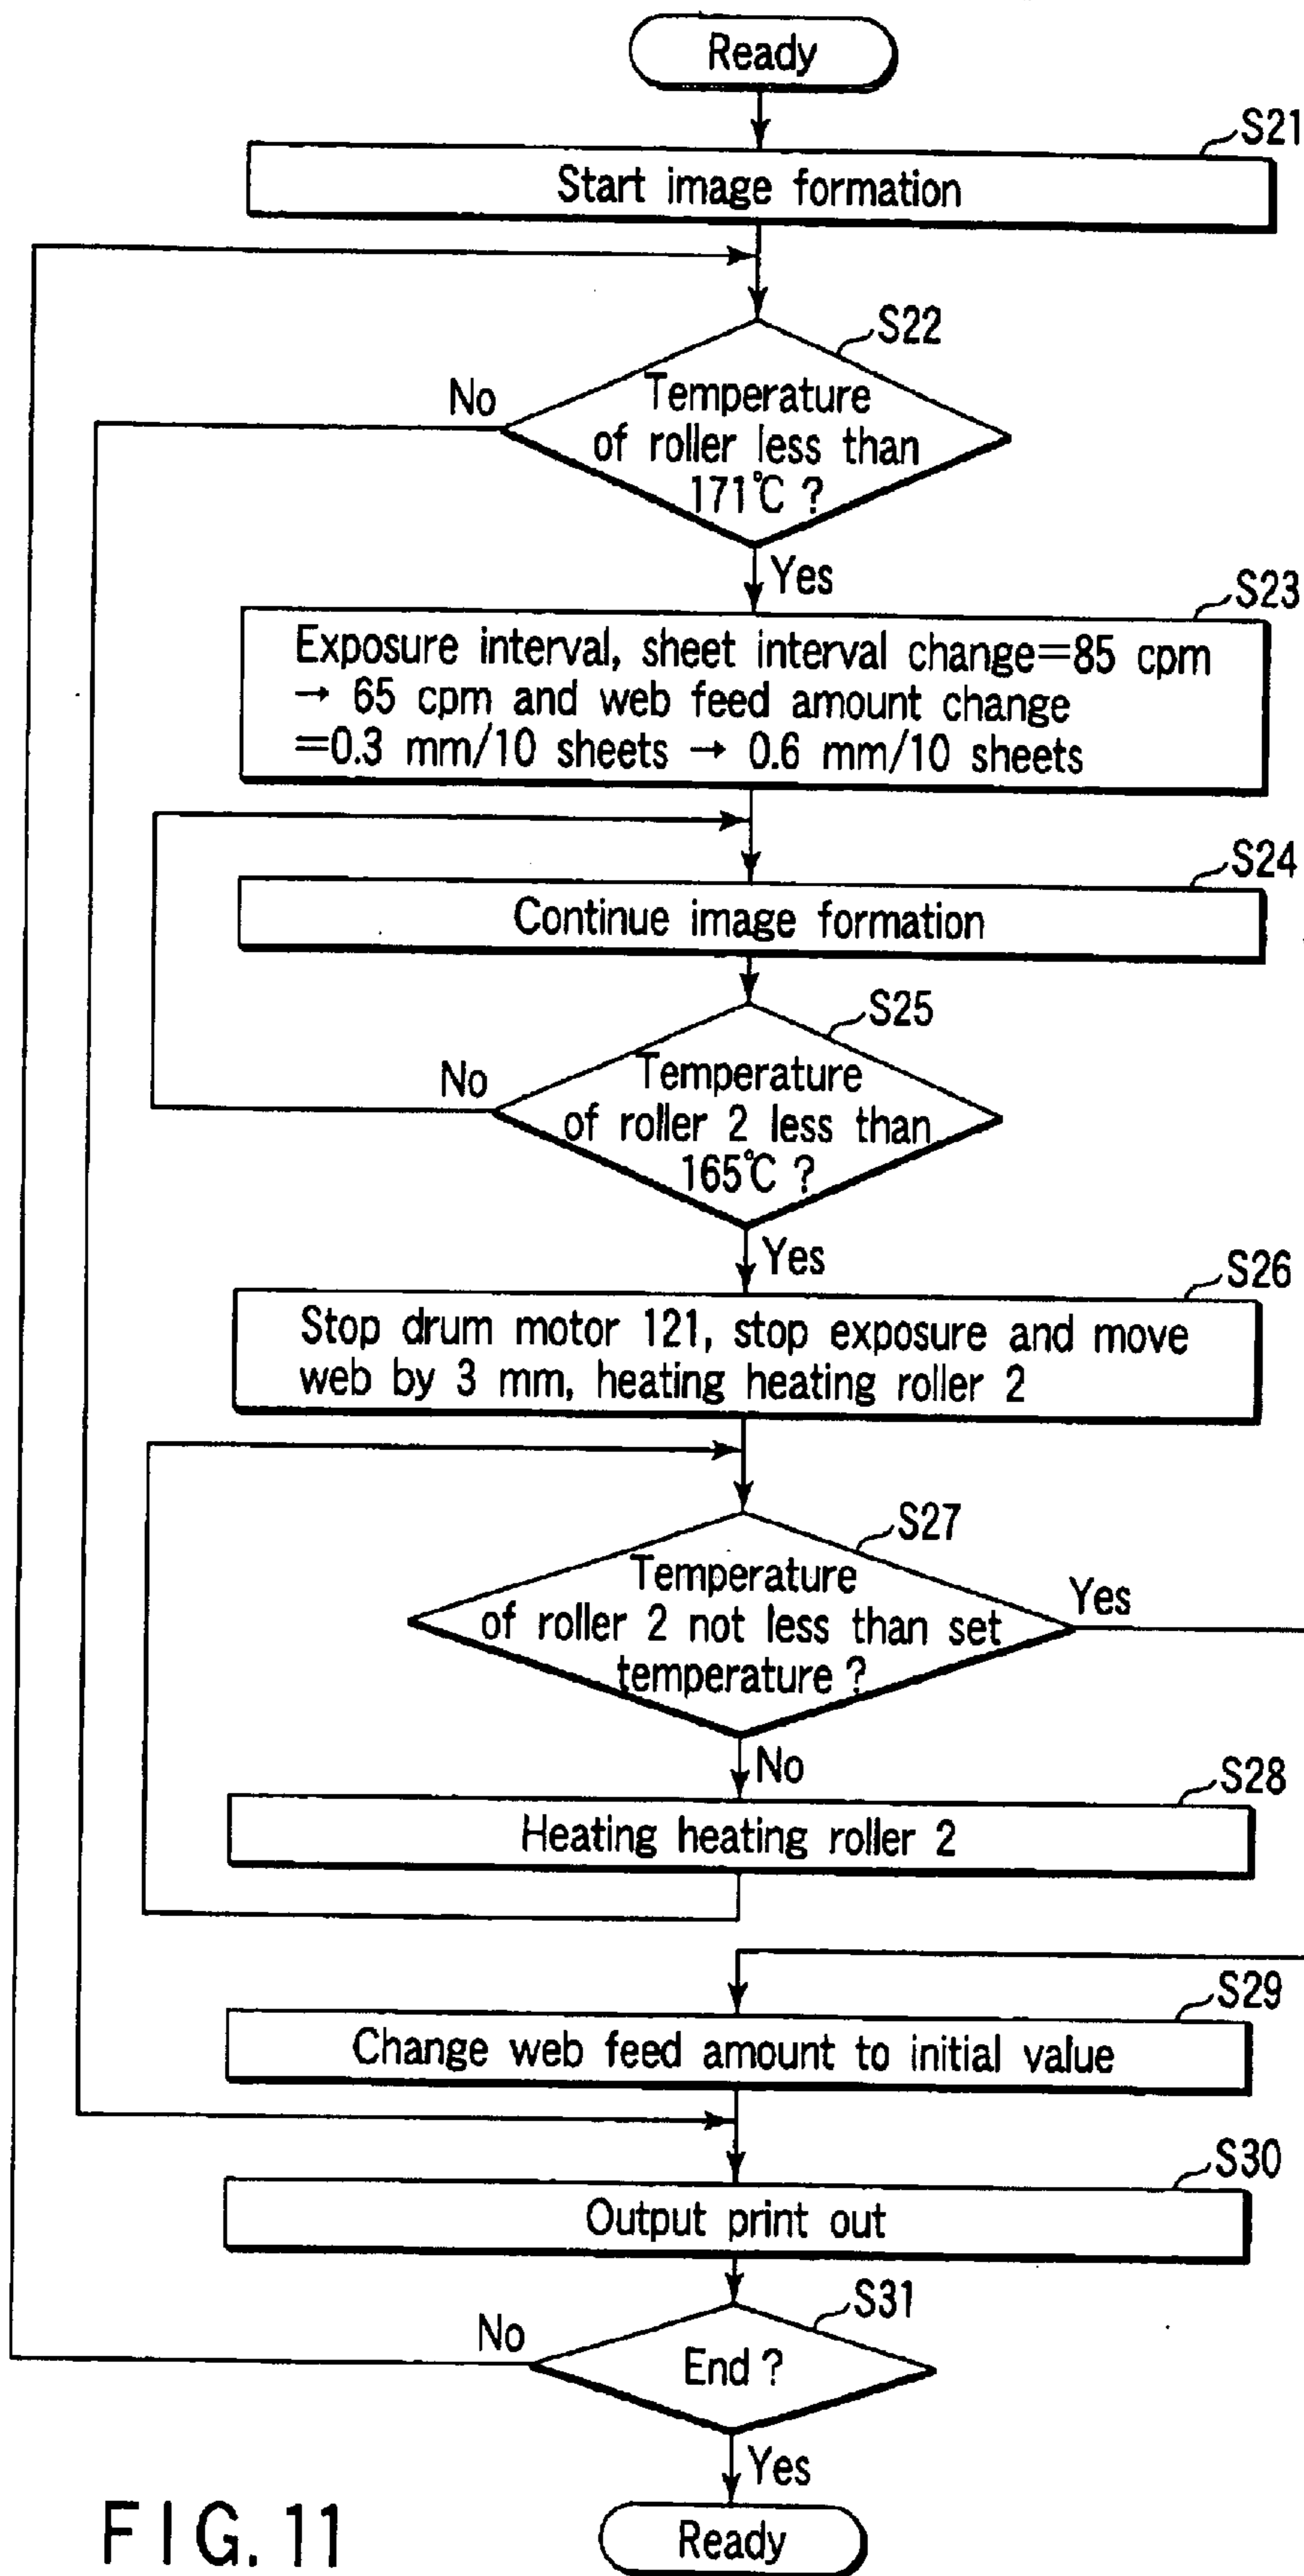 Ready
S21
Start image formation
S22
No
Temperature
of roller less than
171℃ ?
Yes
S23
Exposure interval, sheet interval change=85 cpm
→ 65 cpm and web feed amount change
=0.3 mm/10 sheets → 0.6 mm/10 sheets
S24
Continue image formation
S25
No
Temperature
of roller 2 less than
165℃ ?
Yes
S26
Stop drum motor 121, stop exposure and move
web by 3 mm, heating heating roller 2
S27
Temperature
of roller 2 not less than set
temperature ?
Yes
No
S28
Heating heating roller 2
S29
Change web feed amount to initial value
S30
Output print out
S31
No
End ?
Yes
Ready
FIG. 11